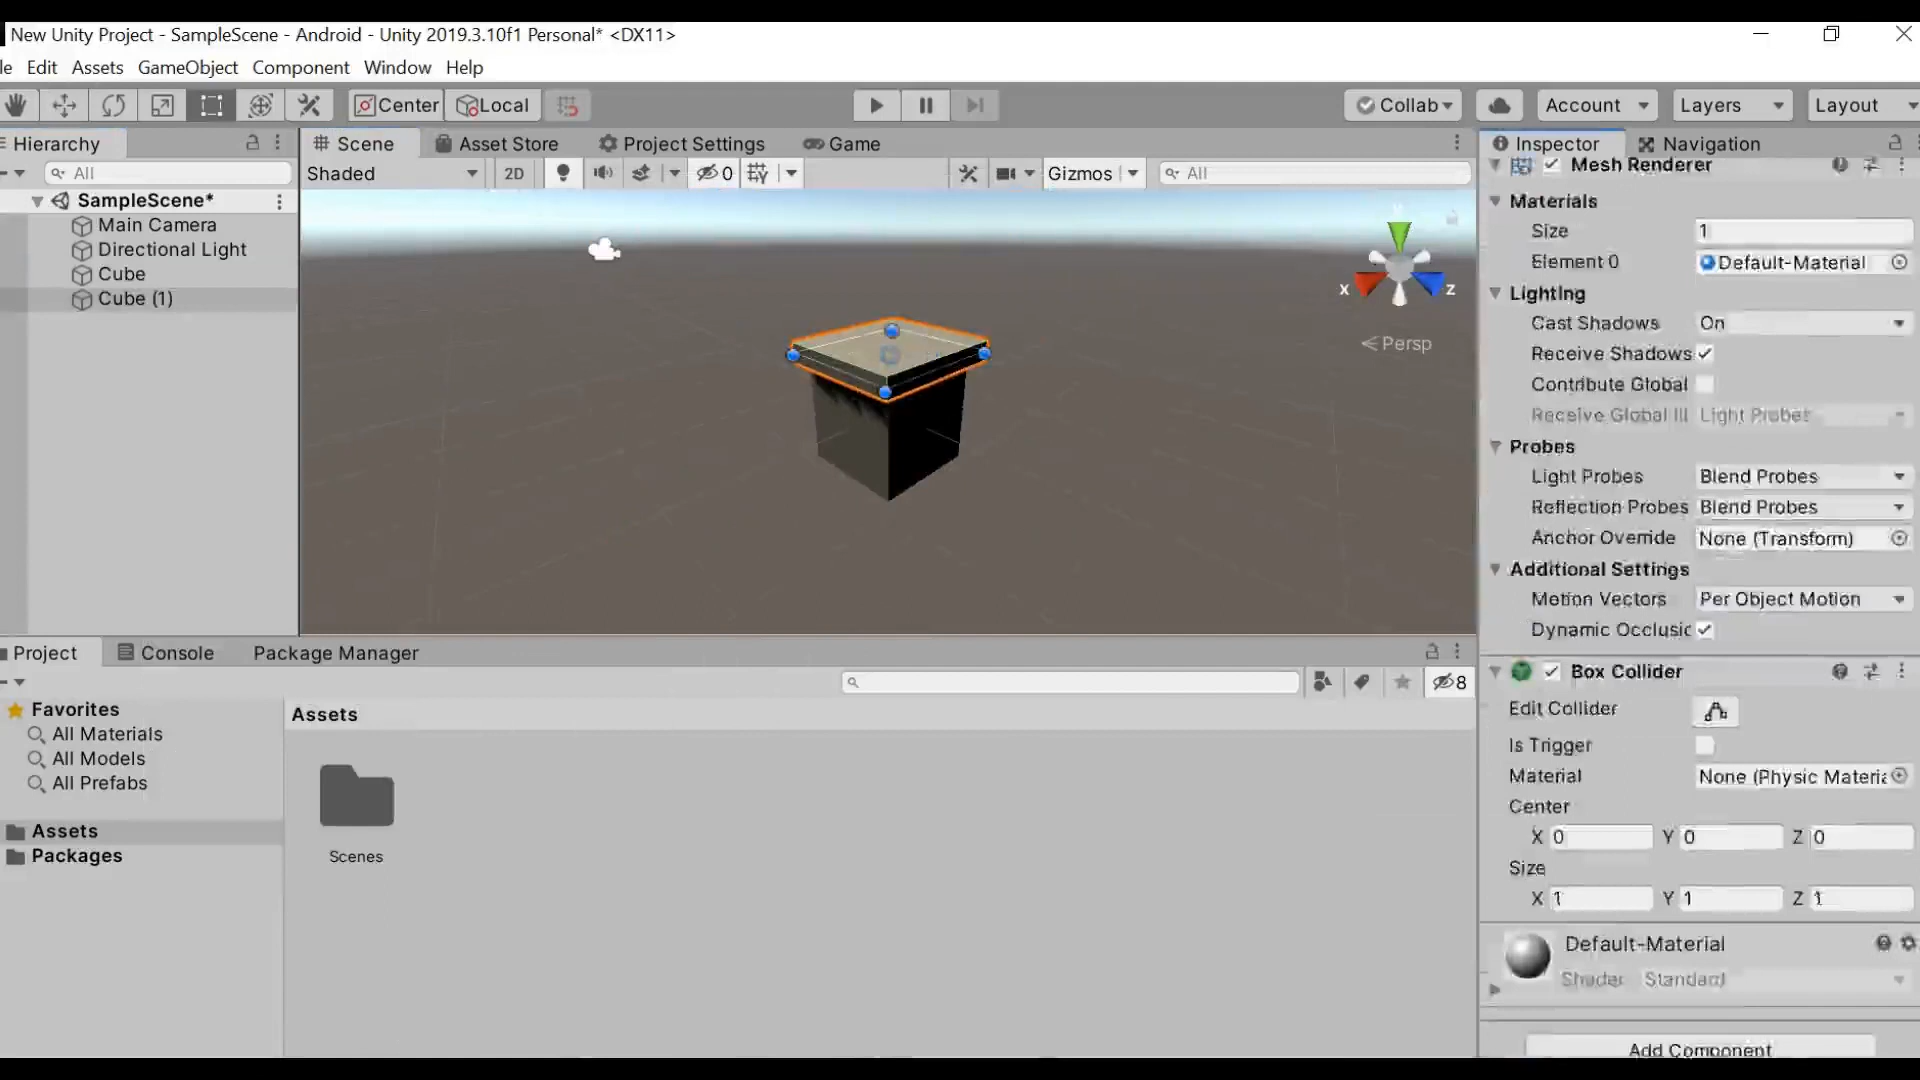 New Unity Project - SampleScene - Android - Unity 2019.3.10f1 Personal* <DX11>
le Edit Assets GameObject Component Window Help
Center Local Collab Account Layers Layout
Hierarchy
All
SampleScene*
Main Camera
Directional Light
Cube
Cube (1)
Scene Asset Store Project Settings Game
Shaded 2D 0 Gizmos All
x z
Persp
Inspector Navigation
Mesh Renderer
Materials
Size 1
Element 0 Default-Material
Lighting
Cast Shadows On
Receive Shadows
Contribute Global
Receive Global Ill Light Probes
Probes
Light Probes Blend Probes
Reflection Probes Blend Probes
Anchor Override None (Transform)
Additional Settings
Motion Vectors Per Object Motion
Dynamic Occlusic
Box Collider
Edit Collider
Is Trigger
Material None (Physic Materia
Center
X 0 Y 0 Z 0
Size
X 1 Y 1 Z 1
Default-Material
Shader Standard
Add Component
Project Console Package Manager
8
Favorites
All Materials
All Models
All Prefabs
Assets
Packages
Assets
Scenes